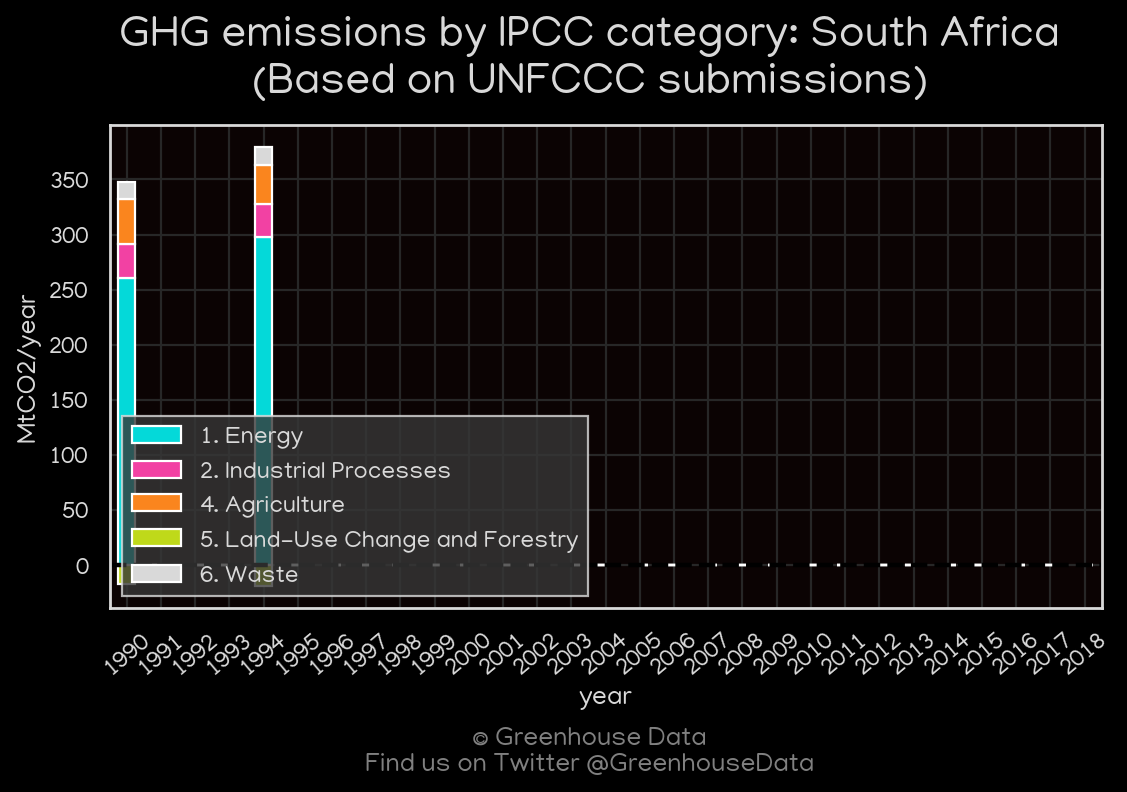 GHG emissions by IPCC category: South Africa
(Based on UNFCCC submissions)
MtCO2/year
350
300
250
200
150
100
50
0
1. Energy
2. Industrial Processes
4. Agriculture
5. Land-Use Change and Forestry
6. Waste
1990 1991 1992 1993 1994 1995 1996 1997 1998 1999 2000 2001 2002 2003 2004 2005 2006 2007 2008 2009 2010 2011 2012 2013 2014 2015 2016 2017 2018
year
© Greenhouse Data
Find us on Twitter @GreenhouseData